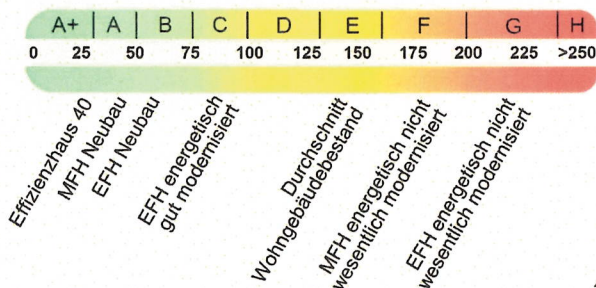 A+ | A | B | C | D | E | F | G | H
0 25 50 75 100 125 150 175 200 225 >250
Effizienzhaus 40
MFH Neubau
EFH Neubau
EFH energetisch
gut modernisiert
Durchschnitt
Wohngebäudebestand
MFH energetisch nicht
wesentlich modernisiert
EFH energetisch nicht
wesentlich modernisiert